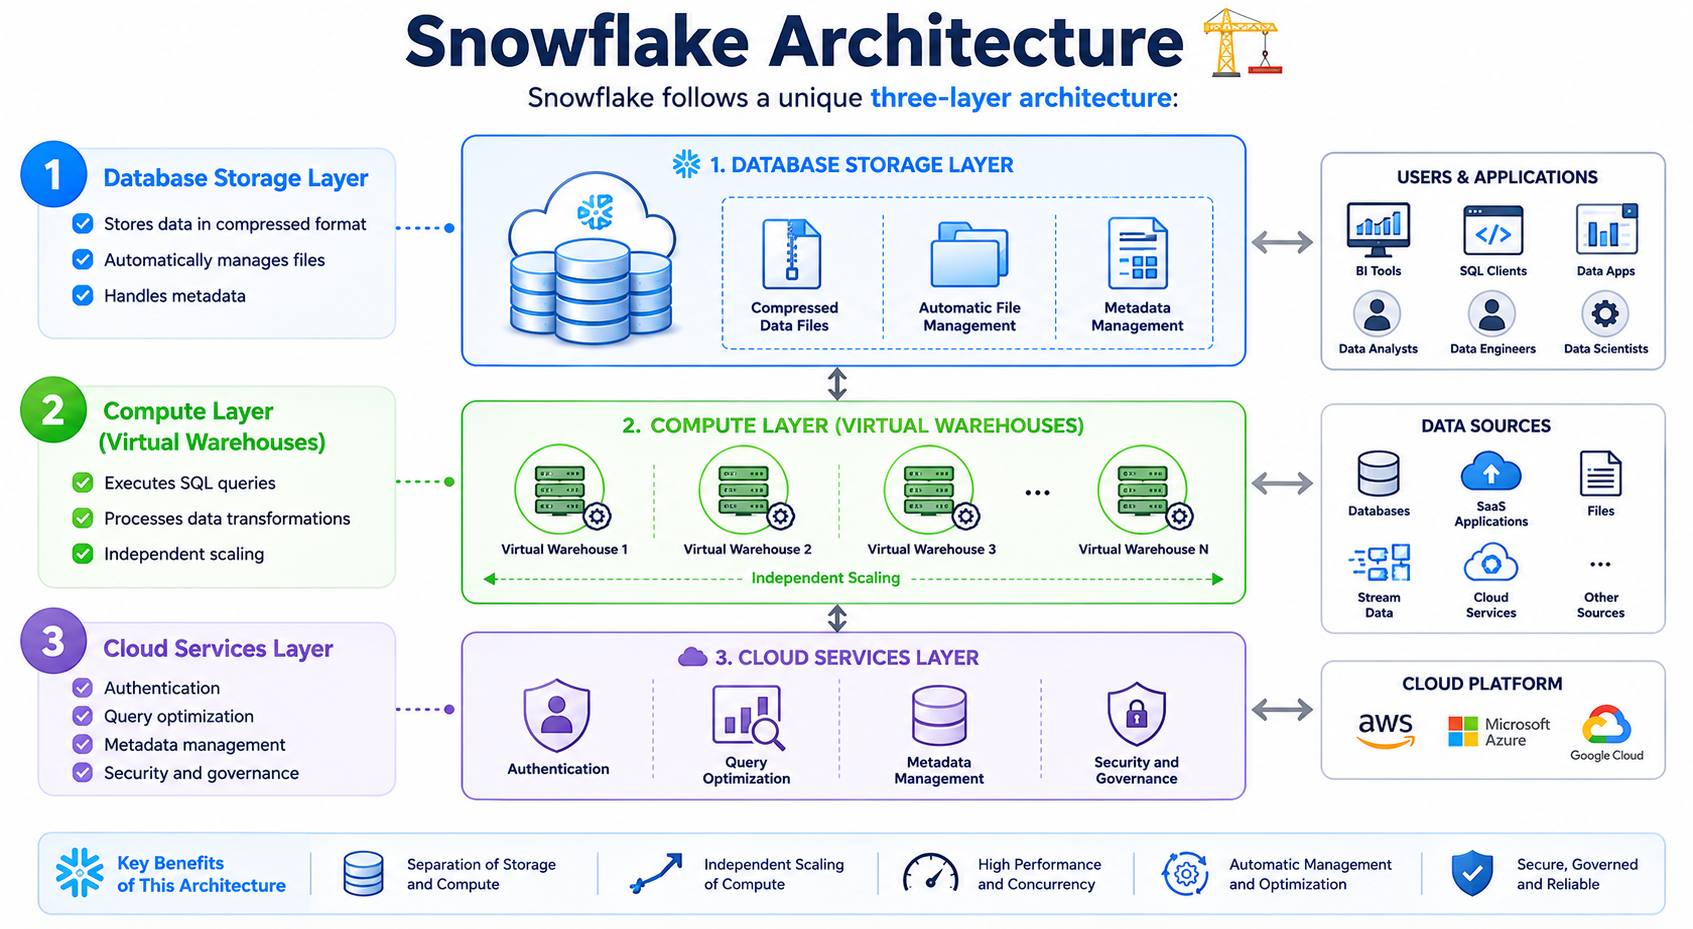 Snowflake Architecture
Snowflake follows a unique three-layer architecture:
1
Database Storage Layer
Stores data in compressed format
Automatically manages files
Handles metadata
1. DATABASE STORAGE LAYER
Compressed
Data Files
Automatic File
Management
Metadata
Management
USERS & APPLICATIONS
BI Tools
SQL Clients
Data Apps
Data Analysts
Data Engineers
Data Scientists
2
Compute Layer
(Virtual Warehouses)
Executes SQL queries
Processes data transformations
Independent scaling
2. COMPUTE LAYER (VIRTUAL WAREHOUSES)
Virtual Warehouse 1
Virtual Warehouse 2
Virtual Warehouse 3
...
Virtual Warehouse N
Independent Scaling
DATA SOURCES
Databases
SaaS
Applications
Files
Stream
Data
Cloud
Services
...
Other
Sources
3
Cloud Services Layer
Authentication
Query optimization
Metadata management
Security and governance
3. CLOUD SERVICES LAYER
Authentication
Query
Optimization
Metadata
Management
Security and
Governance
CLOUD PLATFORM
aws
Microsoft
Azure
Google Cloud
Key Benefits
of This Architecture
Separation of Storage
and Compute
Independent Scaling
of Compute
High Performance
and Concurrency
Automatic Management
and Optimization
Secure, Governed
and Reliable